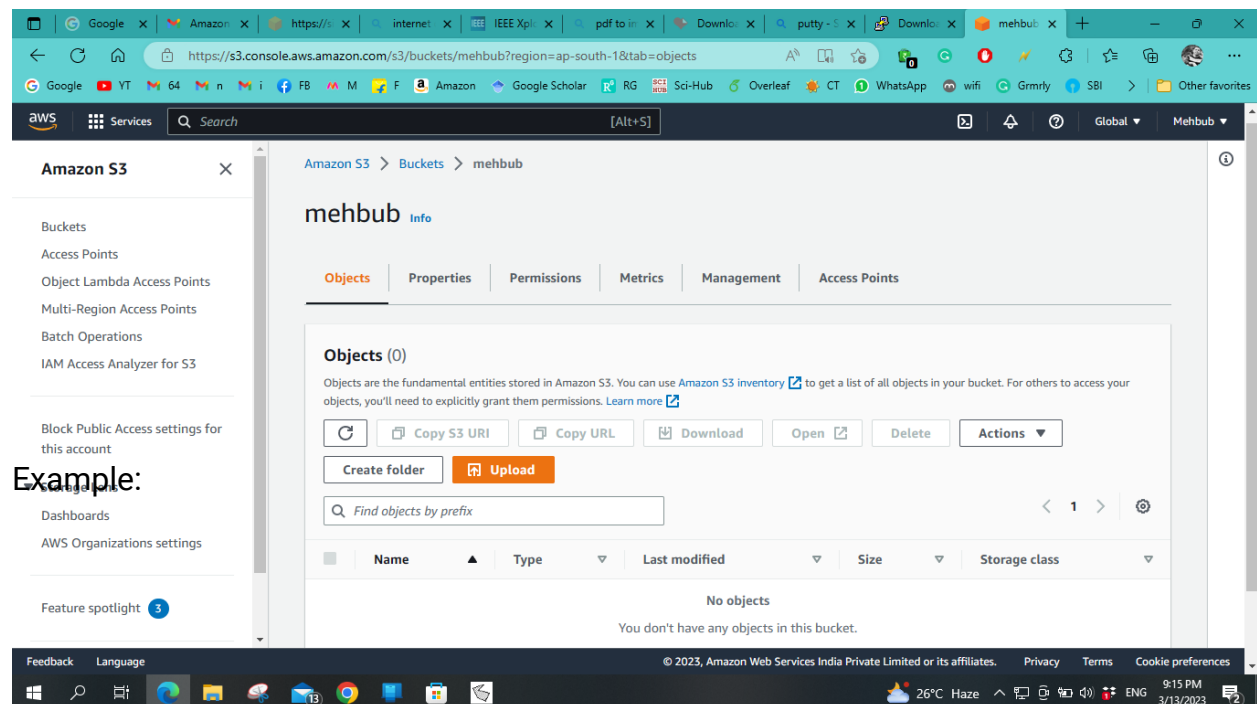 Google
Amazon
https://s
internet
IEEE Xplo
pdf to im
Downlo
putty - S
Downlo
mehbub
https://s3.console.aws.amazon.com/s3/buckets/mehbub?region=ap-south-1&tab=objects
0
Google YT 64 M n M i FB M F Amazon Google Scholar RG Sci-Hub Overleaf CT WhatsApp wifi Grmrly SBI Other favorites
aws Services Search [Alt+S] Global Mehbub
Amazon S3
Buckets
Access Points
Object Lambda Access Points
Multi-Region Access Points
Batch Operations
IAM Access Analyzer for S3
Block Public Access settings for
this account
Example:
Storage Lens
Dashboards
AWS Organizations settings
Feature spotlight 3
Amazon S3 > Buckets > mehbub
mehbub Info
Objects Properties Permissions Metrics Management Access Points
Objects (0)
Objects are the fundamental entities stored in Amazon S3. You can use Amazon S3 inventory to get a list of all objects in your bucket. For others to access your
objects, you'll need to explicitly grant them permissions. Learn more
Copy S3 URI Copy URL Download Open Delete Actions
Create folder Upload
Find objects by prefix
< 1 >
Name Type Last modified Size Storage class
No objects
You don't have any objects in this bucket.
Feedback Language © 2023, Amazon Web Services India Private Limited or its affiliates. Privacy Terms Cookie preferences
13
26°C Haze ENG 9:15 PM
3/13/2023
2